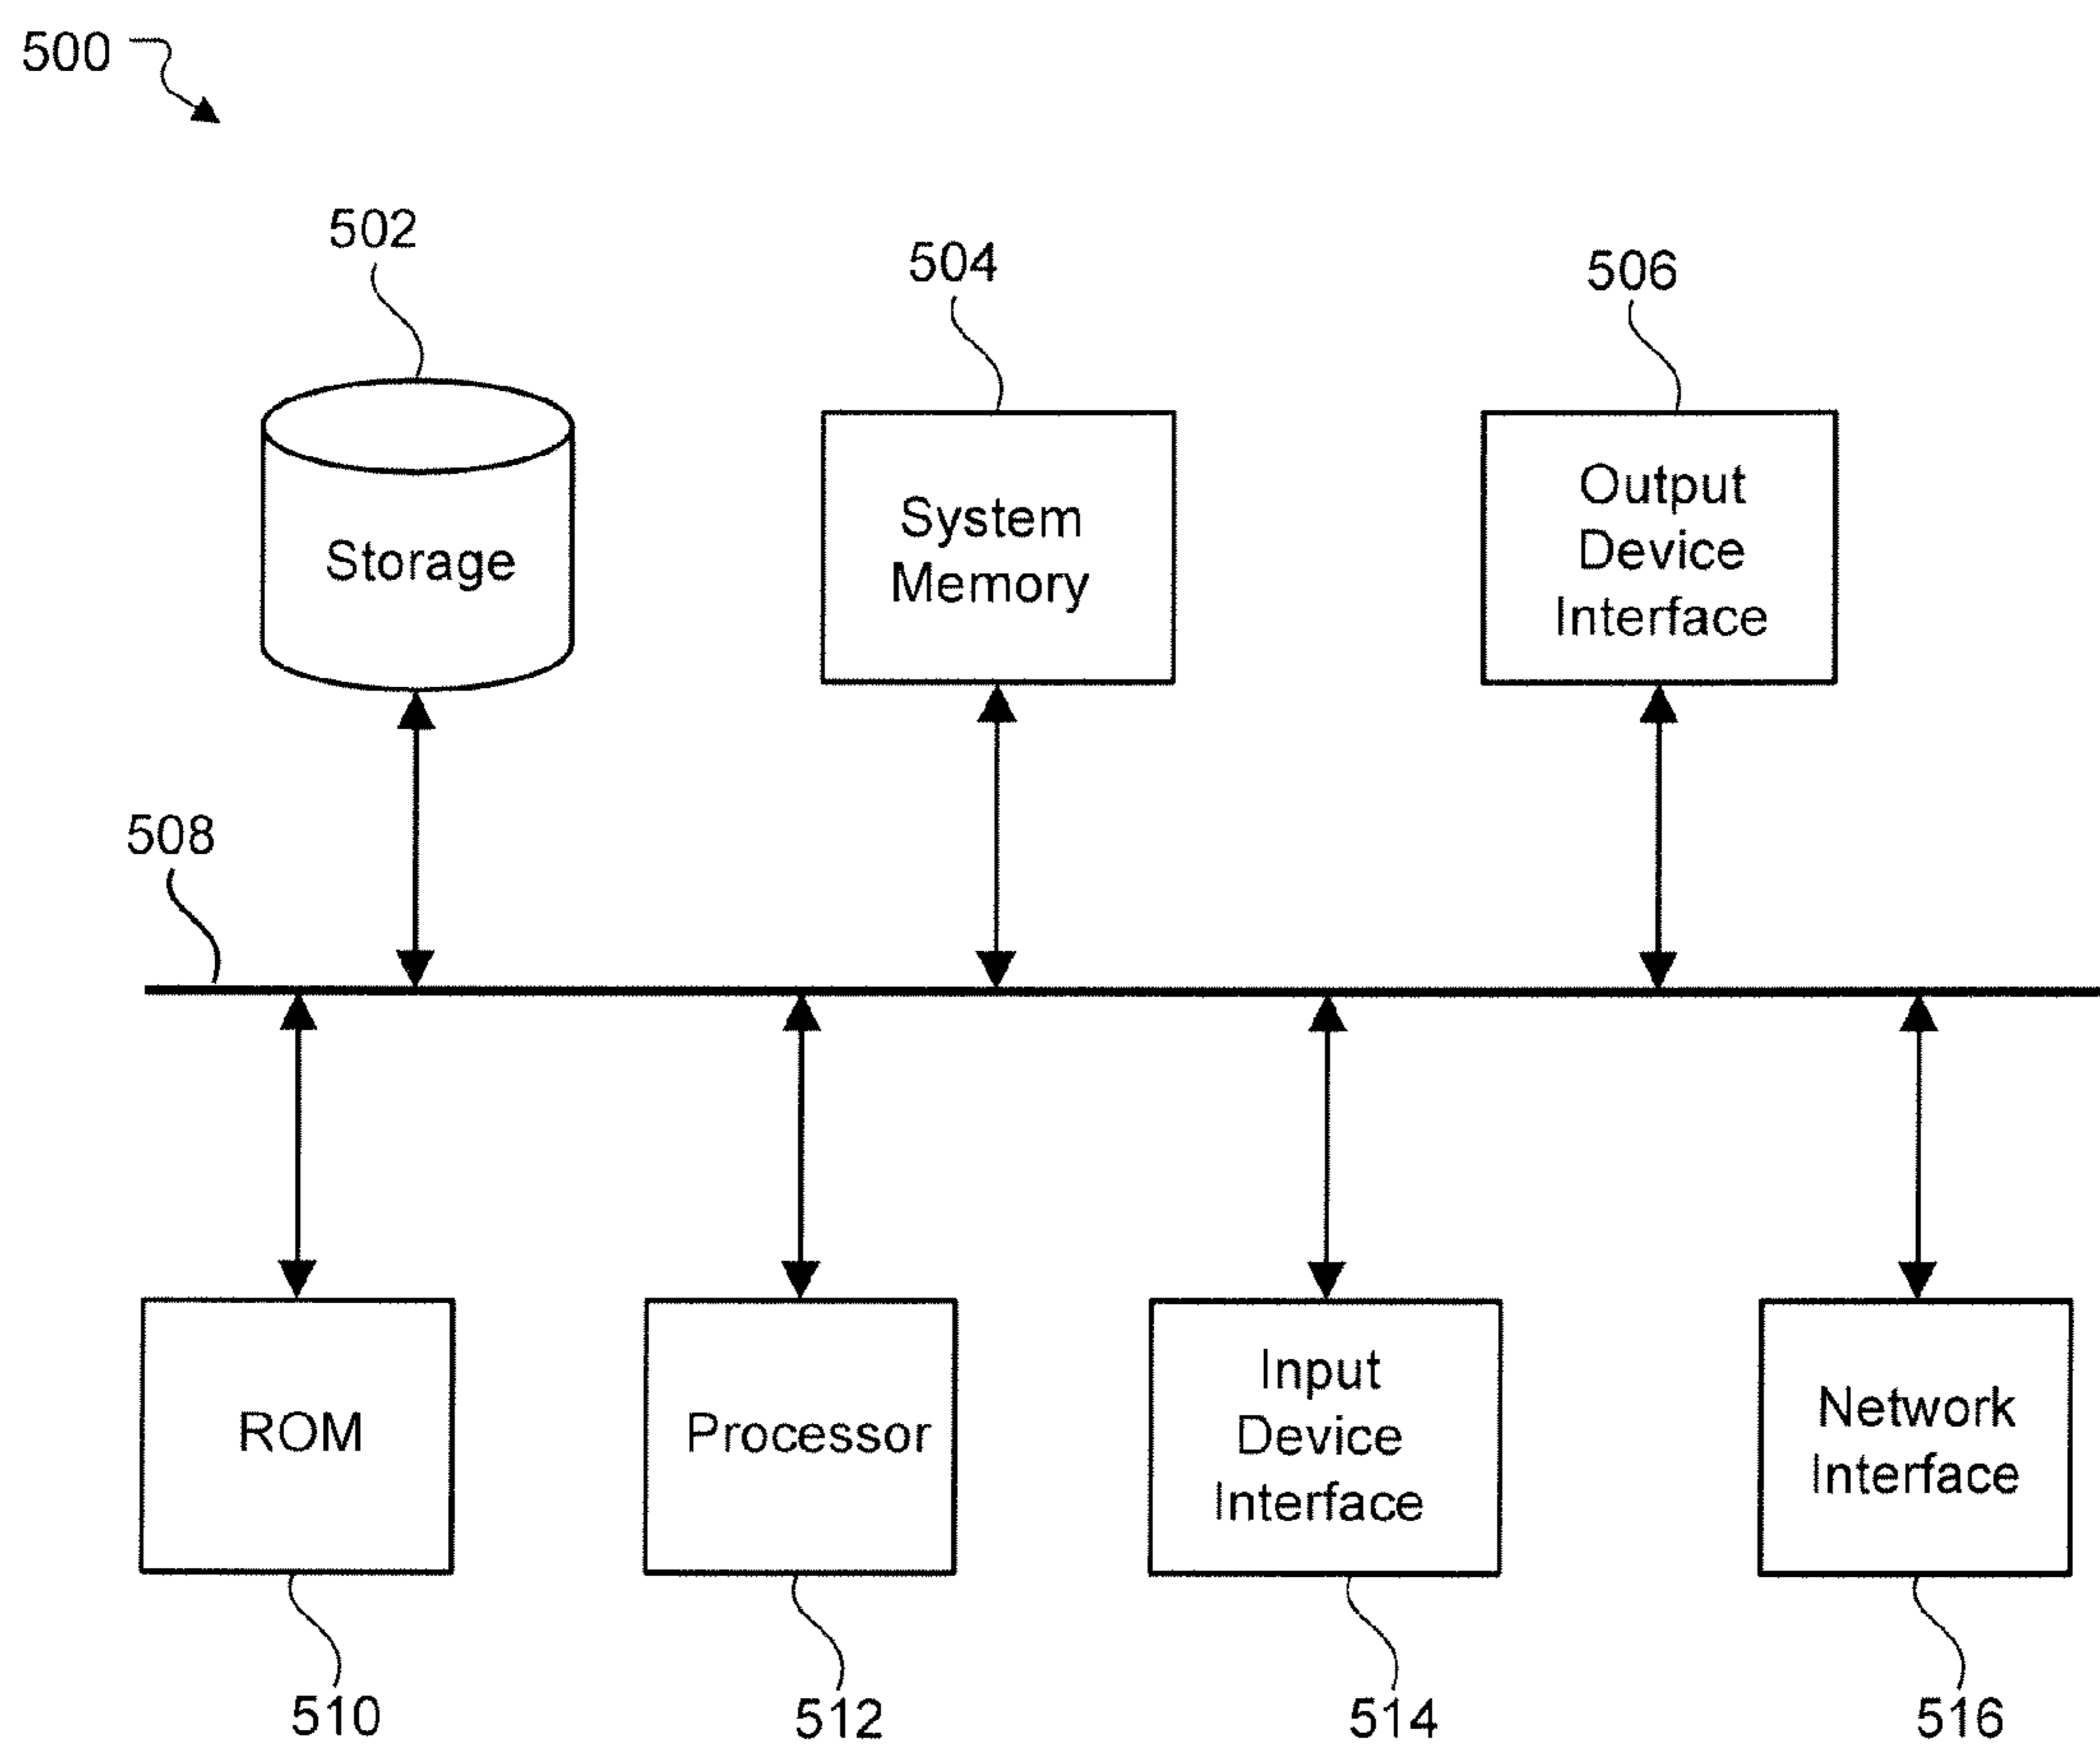 500
502
504
506
Storage
System
Memory
Output
Device
Interface
508
ROM
Processor
Input
Device
Interface
Network
Interface
510
512
514
516